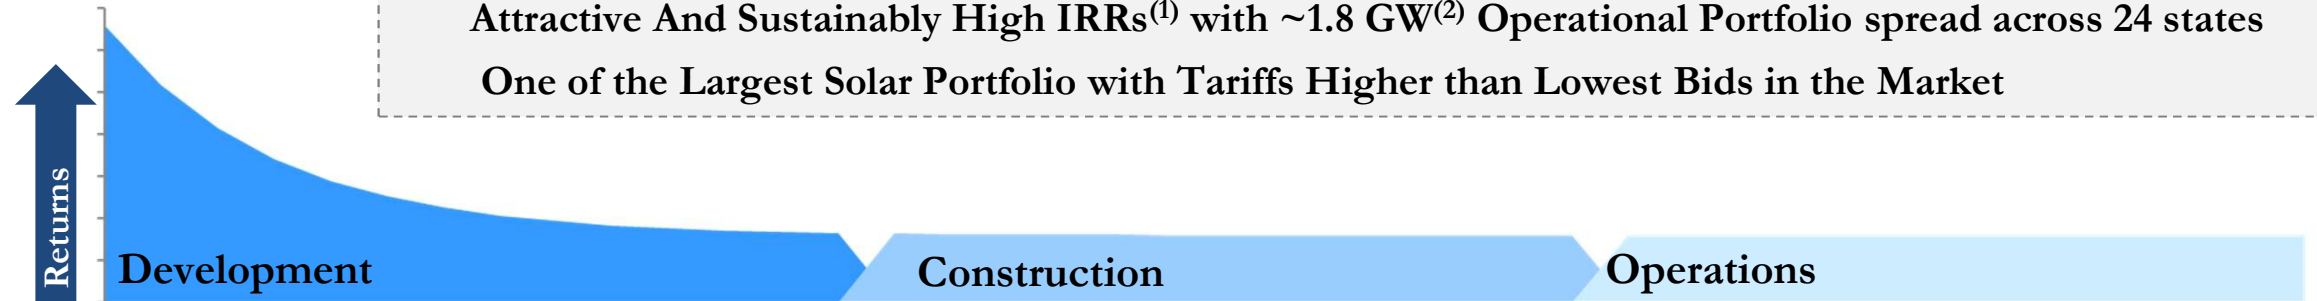 Attractive And Sustainably High IRRs(1) with ~1.8 GW(2) Operational Portfolio spread across 24 states
One of the Largest Solar Portfolio with Tariffs Higher than Lowest Bids in the Market
Returns
Development
Construction
Operations